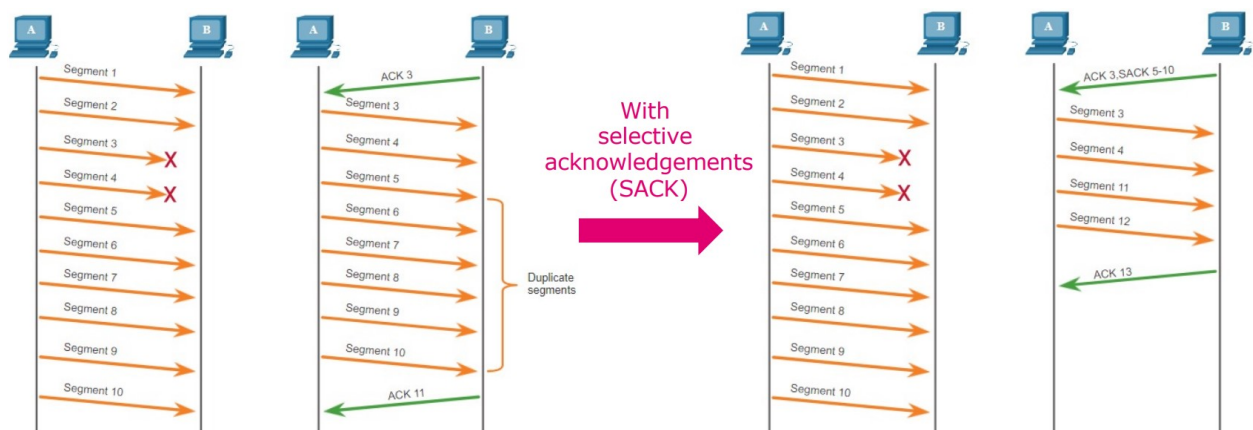 A
B
Segment 1
Segment 2
Segment 3
X
Segment 4
X
Segment 5
Segment 6
Segment 7
Segment 8
Segment 9
Segment 10
A
B
ACK 3
Segment 3
Segment 4
Segment 5
Segment 6
Segment 7
Segment 8
Segment 9
Segment 10
ACK 11
Duplicate
segments
With
selective
acknowledgements
(SACK)
A
B
Segment 1
Segment 2
Segment 3
X
Segment 4
X
Segment 5
Segment 6
Segment 7
Segment 8
Segment 9
Segment 10
A
B
ACK 3,SACK 5-10
Segment 3
Segment 4
Segment 11
Segment 12
ACK 13